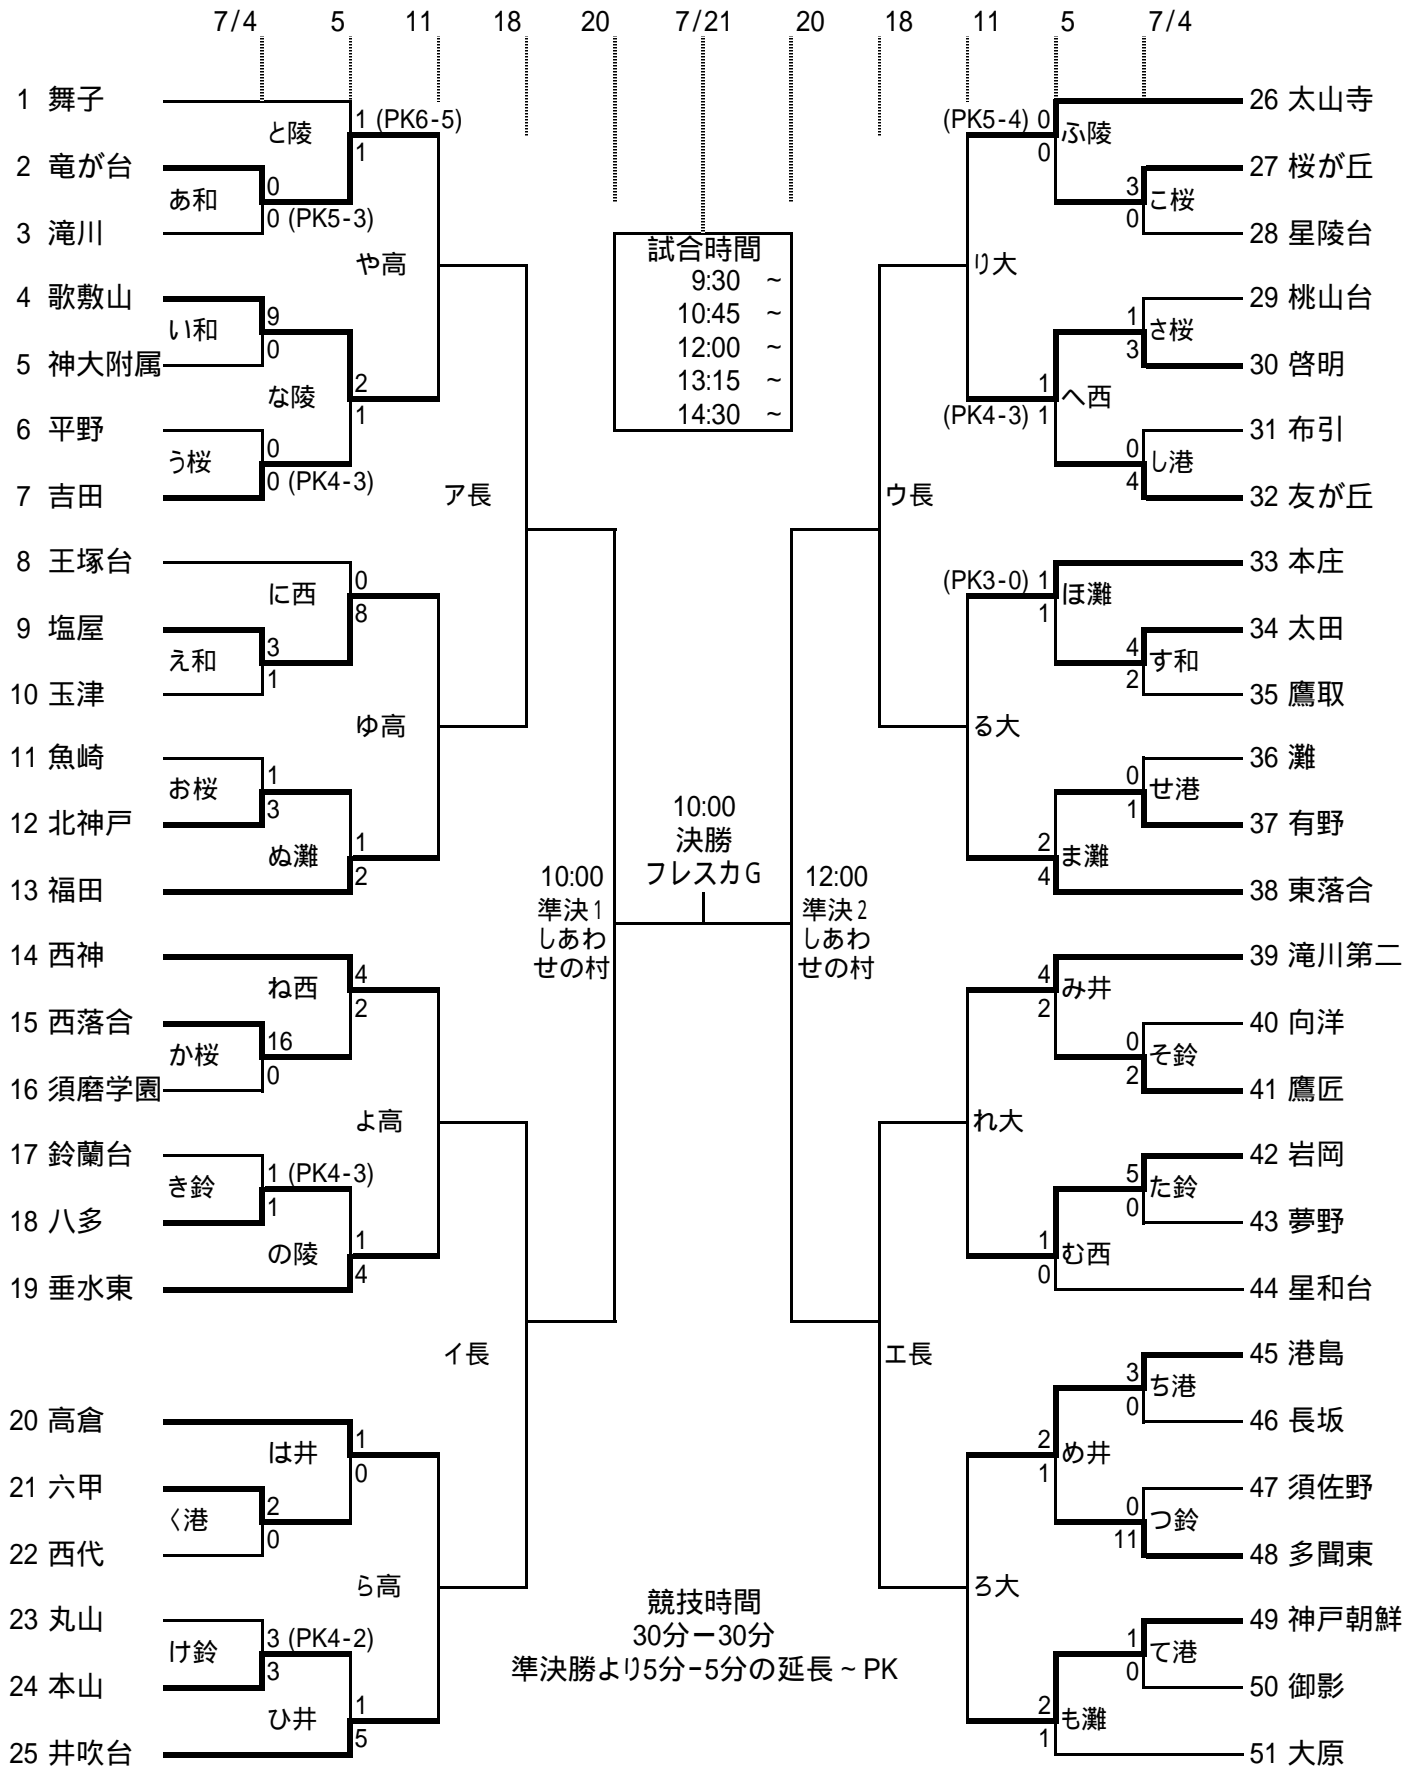 7/4 5 11 18 20 7/21 20 18 11 5 7/4
1 舞子
と陵
1 (PK6-5)
1
2 竜が台
あ和
0
0 (PK5-3)
3 滝川
や高
4 歌敷山
い和
9
0
5 神大附属
な陵
2
1
6 平野
う桜
0
0 (PK4-3)
7 吉田
ア長
8 王塚台
に西
0
8
9 塩屋
え和
3
1
10 玉津
ゆ高
11 魚崎
お桜
1
3
12 北神戸
ぬ灘
1
2
13 福田
14 西神
ね西
4
2
15 西落合
か桜
16
0
16 須磨学園
よ高
17 鈴蘭台
き鈴
1 (PK4-3)
1
18 八多
の陵
1
4
19 垂水東
イ長
20 高倉
は井
1
0
21 六甲
く港
2
0
22 西代
ら高
23 丸山
け鈴
3 (PK4-2)
3
24 本山
ひ井
1
5
25 井吹台
試合時間
9:30 ~
10:45 ~
12:00 ~
13:15 ~
14:30 ~
10:00
決勝
フレスカG
10:00
準決1
しあわ
せの村
12:00
準決2
しあわ
せの村
競技時間
30分ー30分
準決勝より5分-5分の延長~PK
26 太山寺
(PK5-4) 0
0
ふ陵
27 桜が丘
3
0
こ桜
28 星陵台
り大
29 桃山台
1
3
さ桜
30 啓明
1
(PK4-3) 1
へ西
31 布引
0
4
し港
32 友が丘
ウ長
33 本庄
(PK3-0) 1
1
ほ灘
34 太田
4
2
す和
35 鷹取
る大
36 灘
0
1
せ港
37 有野
2
4
ま灘
38 東落合
39 滝川第二
4
2
み井
40 向洋
0
2
そ鈴
41 鷹匠
れ大
42 岩岡
5
0
た鈴
43 夢野
1
0
む西
44 星和台
エ長
45 港島
3
0
ち港
46 長坂
2
1
め井
47 須佐野
0
11
つ鈴
48 多聞東
ろ大
49 神戸朝鮮
1
0
て港
50 御影
2
1
も灘
51 大原